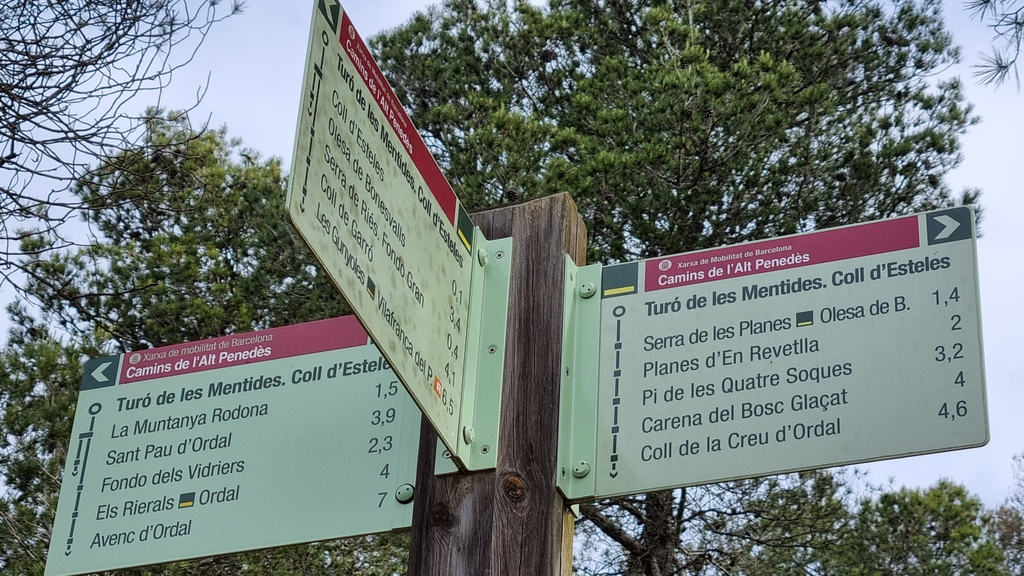 Xarxa de mobilitat de Barcelona
Camins de l'Alt Penedès
Turó de les Mentides. Coll d'Estele
La Muntanya Rodona 1,5
Sant Pau d'Ordal 3,9
Fondo dels Vidriers 2,3
Els Rierals Ordal 4
Avenc d'Ordal 7
Camins de l'Alt Penedès
Turó de les Mentides. Coll d'Esteles
Coll d'Esteles 0,1
Olesa de Bonesvalls 3,4
Serra de Riés. Fondo Gran 0,4
Coll de la Garró 4,1
Les Gunyoles Vilafranca del P. 6,5
Xarxa de Mobilitat de Barcelona
Camins de l'Alt Penedès
Turó de les Mentides. Coll d'Esteles
Serra de les Planes Olesa de B. 1,4
Planes d'En Revetlla 2
Pi de les Quatre Soques 3,2
Carena del Bosc Glaçat 4
Coll de la Creu d'Ordal 4,6